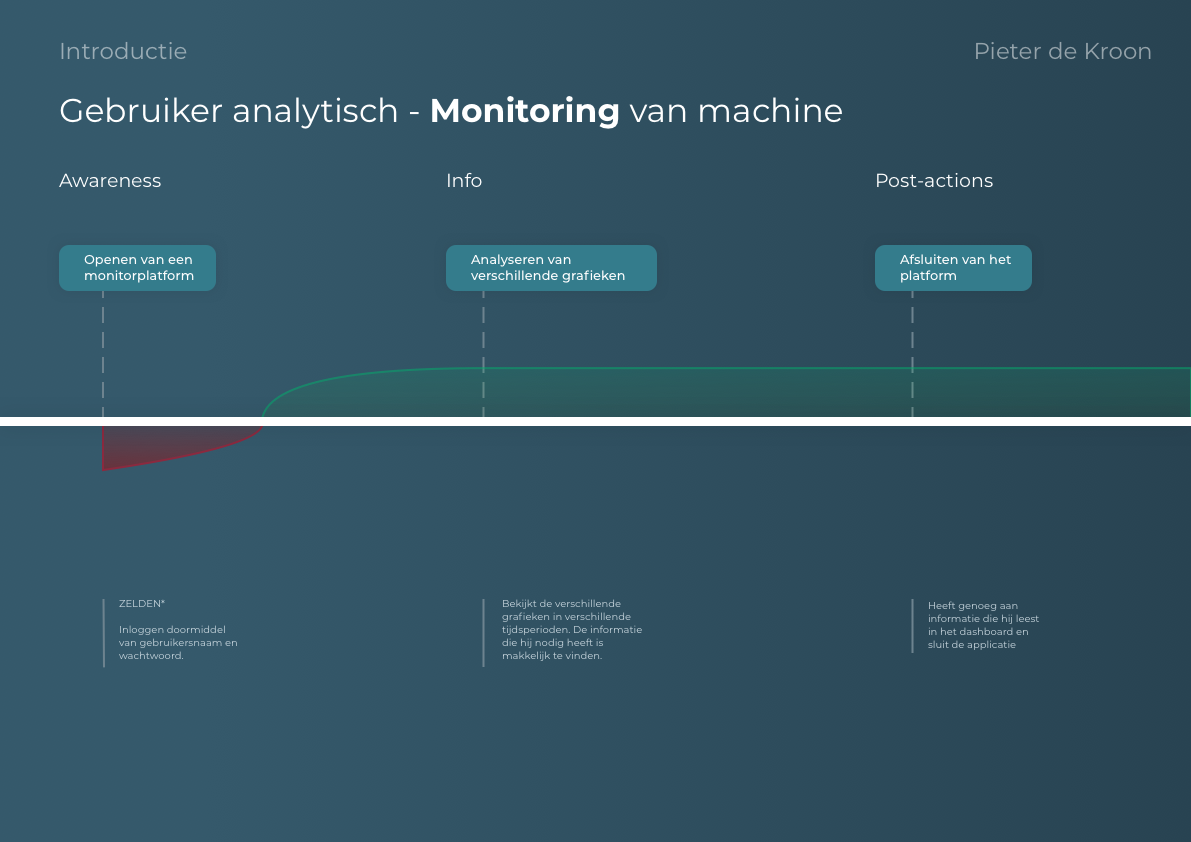 Introductie
Pieter de Kroon
Gebruiker analytisch - Monitoring van machine
Awareness
Info
Post-actions
Openen van een
monitorplatform
Analyseren van
verschillende grafieken
Afsluiten van het
platform
ZELDEN*
Inloggen doormiddel
van gebruikersnaam en
wachtwoord.
Bekijkt de verschillende
grafieken in verschillende
tijdsperioden. De informatie
die hij nodig heeft is
makkelijk te vinden.
Heeft genoeg aan
informatie die hij leest
in het dashboard en
sluit de applicatie